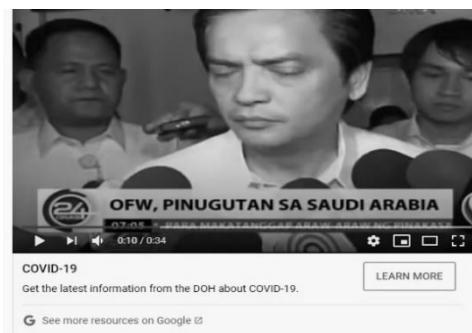 24
OFW, PINUGUTAN SA SAUDI ARABIA
07:05 PARA MAKATANGGAP ARAW-ARAW NG PINAKAS
0:10 / 0:34
COVID-19
Get the latest information from the DOH about COVID-19.
LEARN MORE
G See more resources on Google